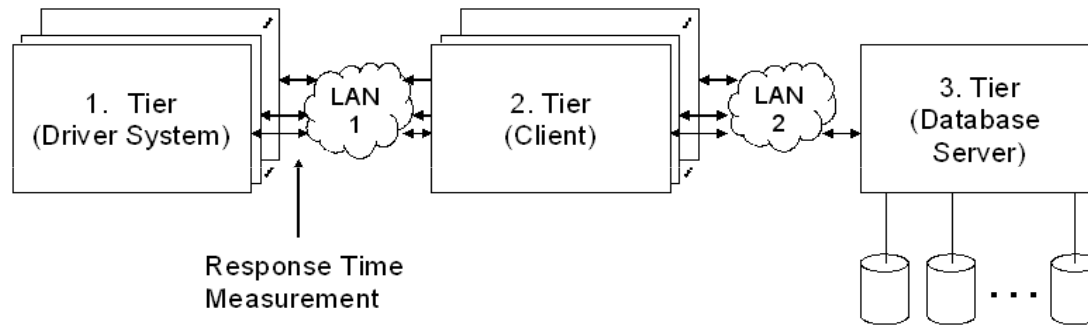 1. Tier
(Driver System)
LAN
1
2. Tier
(Client)
LAN
2
3. Tier
(Database
Server)
Response Time
Measurement
...